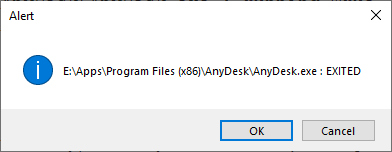 Alert
E:\Apps\Program Files (x86)\AnyDesk\AnyDesk.exe : EXITED
OK
Cancel